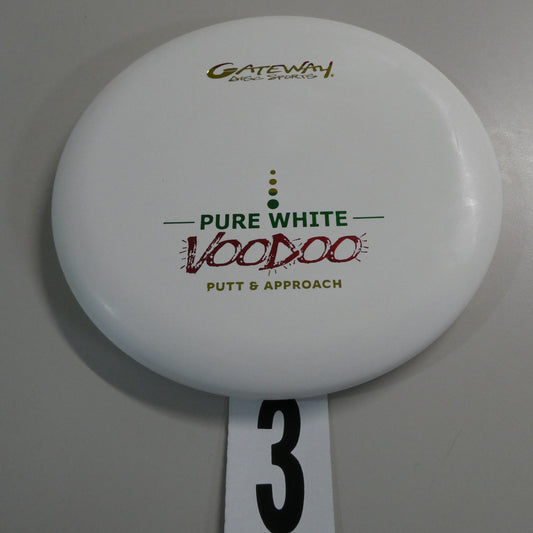 GATEWAY
DISC SPORTS
PURE WHITE
VOODOO
PUTT & APPROACH
3